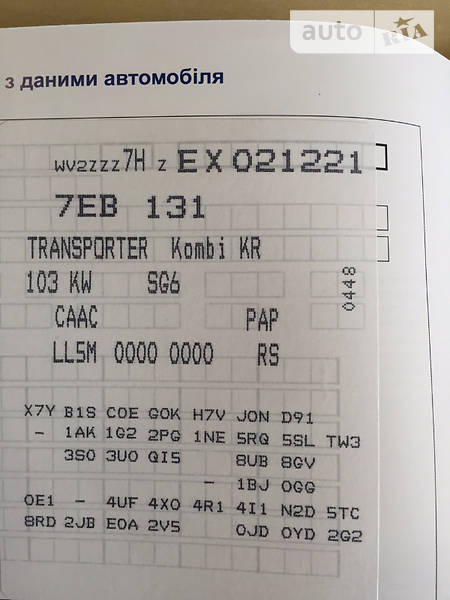 auto RIA
з даними автомобіля
WV2ZZZ7H Z EX021221
7EB 131
TRANSPORTER Kombi KR
103 KW SG6
0448
CAAC PAP
LL5M 0000 0000 RS
X7Y B1S C0E G0K H7V J0N D91
- 1AK 1G2 2PG 1NE 5RQ 5SL TW3
3S0 3U0 QI5 8UB 8GV
- 1BJ 0GG
0E1 - 4UF 4X0 4R1 4I1 N2D 5TC
8RD 2JB E0A 2V5 0JD 0YD 2G2